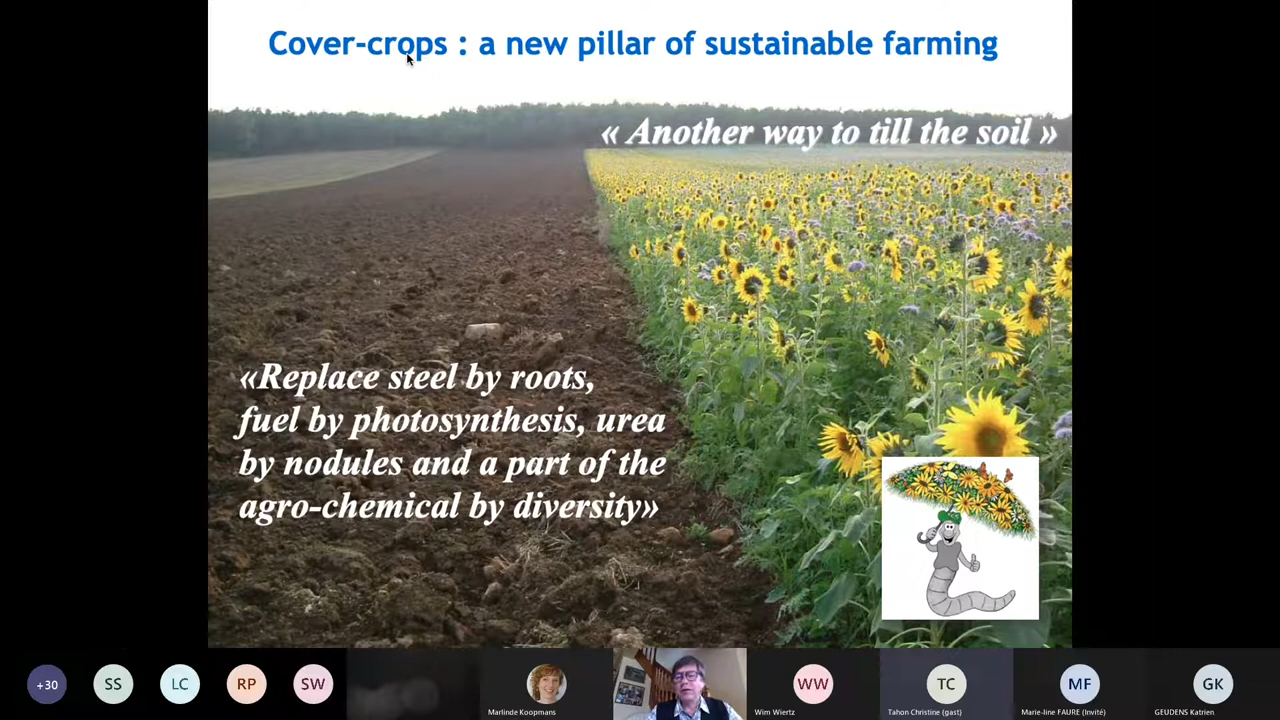 Cover-crops : a new pillar of sustainable farming
« Another way to till the soil »
«Replace steel by roots,
fuel by photosynthesis, urea
by nodules and a part of the
agro-chemical by diversity»
+30
SS
LC
RP
SW
Marlinde Koopmans
WW
Wim Wiertz
TC
Tahon Christine (gast)
MF
Marie-line FAURE (Invité)
GK
GEUDENS Katrien